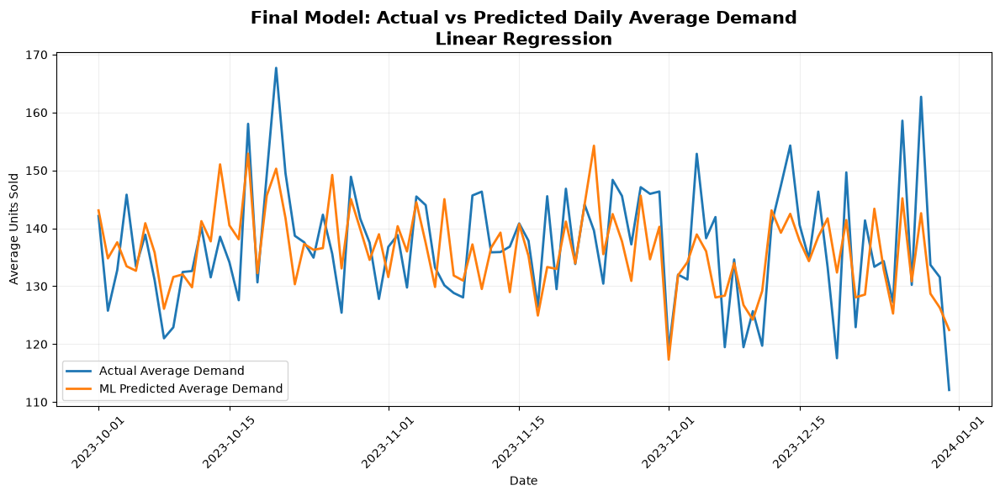 Final Model: Actual vs Predicted Daily Average Demand
Linear Regression
Average Units Sold
170
160
150
140
130
120
110
Actual Average Demand
ML Predicted Average Demand
2023-10-01
2023-10-15
2023-11-01
2023-11-15
2023-12-01
2023-12-15
2024-01-01
Date